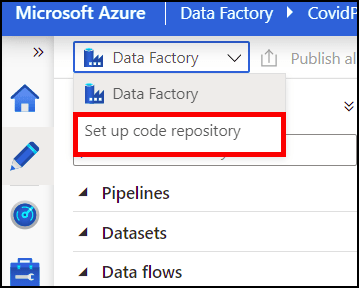 Microsoft Azure Data Factory CovidP
» Data Factory Publish al
Data Factory
Set up code repository
Pipelines
Datasets
Data flows